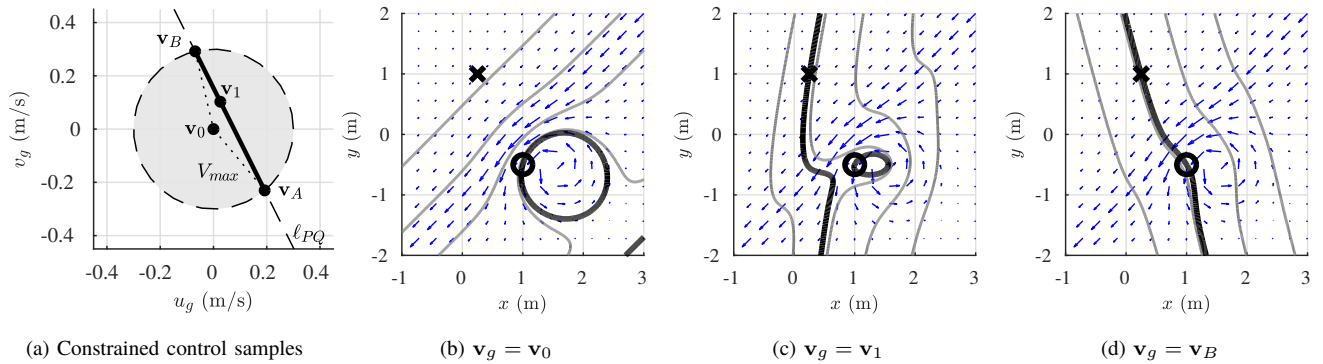 0.4
0.2
0
-0.2
-0.4
-0.4 -0.2 0 0.2 0.4
v_g (m/s)
u_g (m/s)
v_B
v_1
v_0
V_max
v_A
ℓ_PQ
2
1
0
-1
-2
-1 0 1 2 3
y (m)
x (m)
2
1
0
-1
-2
-1 0 1 2 3
y (m)
x (m)
2
1
0
-1
-2
-1 0 1 2 3
y (m)
x (m)
(a) Constrained control samples
(b) v_g = v_0
(c) v_g = v_1
(d) v_g = v_B